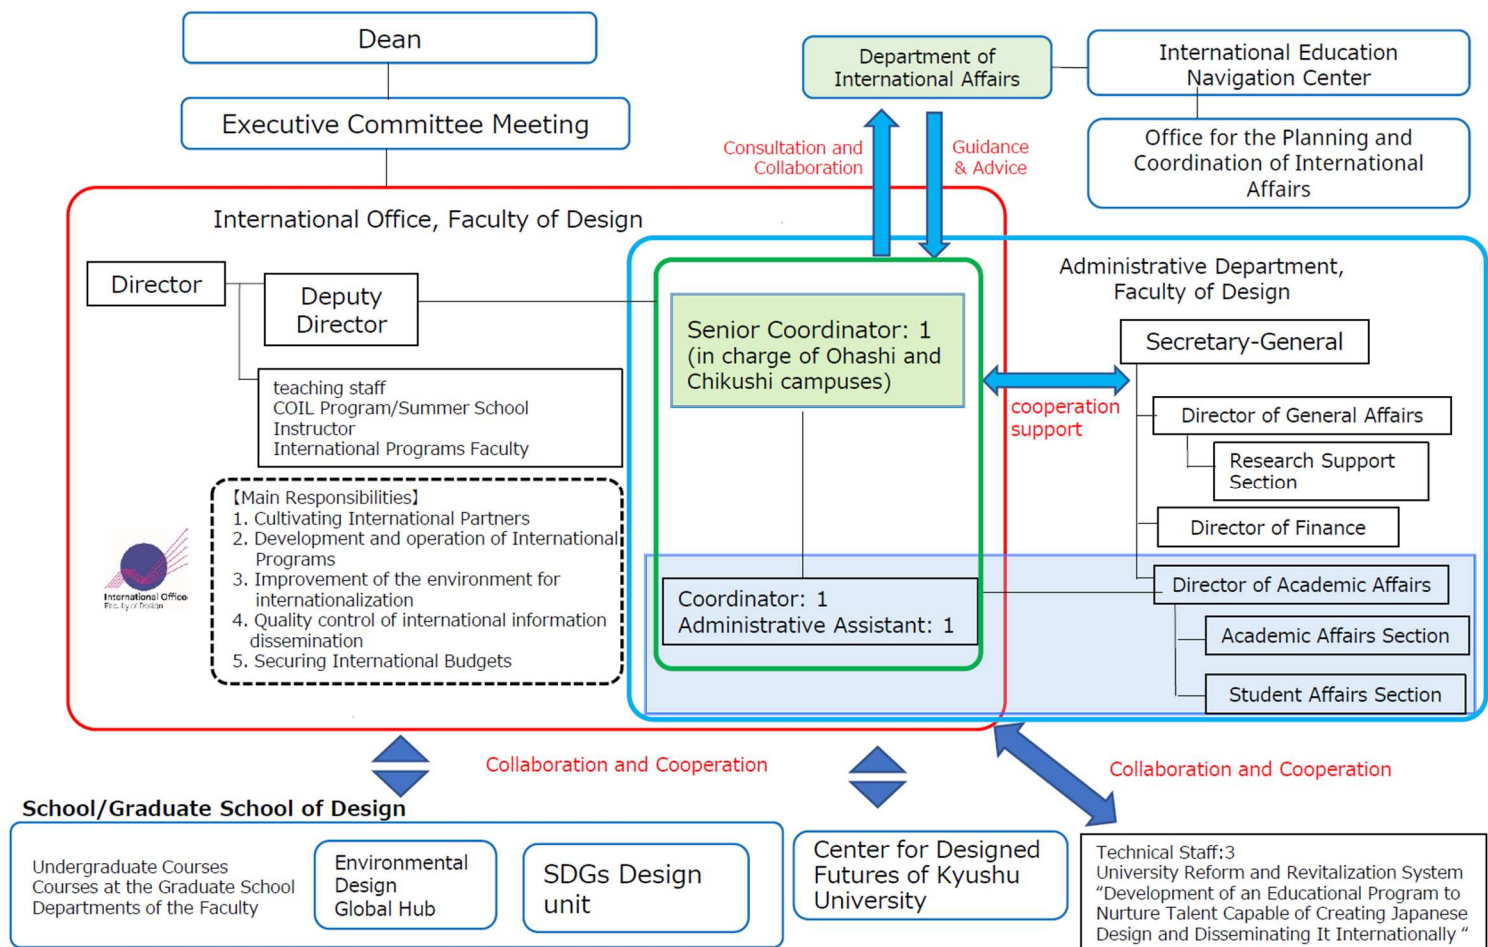 Dean
Executive Committee Meeting
Department of
International Affairs
International Education
Navigation Center
Office for the Planning and
Coordination of International
Affairs
Consultation and
Collaboration
Guidance
& Advice
International Office, Faculty of Design
Director
Deputy
Director
teaching staff
COIL Program/Summer School
Instructor
International Programs Faculty
【Main Responsibilities】
1. Cultivating International Partners
2. Development and operation of International
Programs
3. Improvement of the environment for
internationalization
4. Quality control of international information
dissemination
5. Securing International Budgets
International Office
Faculty of Design
Senior Coordinator: 1
(in charge of Ohashi and
Chikushi campuses)
Coordinator: 1
Administrative Assistant: 1
cooperation
support
Administrative Department,
Faculty of Design
Secretary-General
Director of General Affairs
Research Support
Section
Director of Finance
Director of Academic Affairs
Academic Affairs Section
Student Affairs Section
Collaboration and Cooperation
Collaboration and Cooperation
School/Graduate School of Design
Undergraduate Courses
Courses at the Graduate School
Departments of the Faculty
Environmental
Design
Global Hub
SDGs Design
unit
Center for Designed
Futures of Kyushu
University
Technical Staff:3
University Reform and Revitalization System
“Development of an Educational Program to
Nurture Talent Capable of Creating Japanese
Design and Disseminating It Internationally “